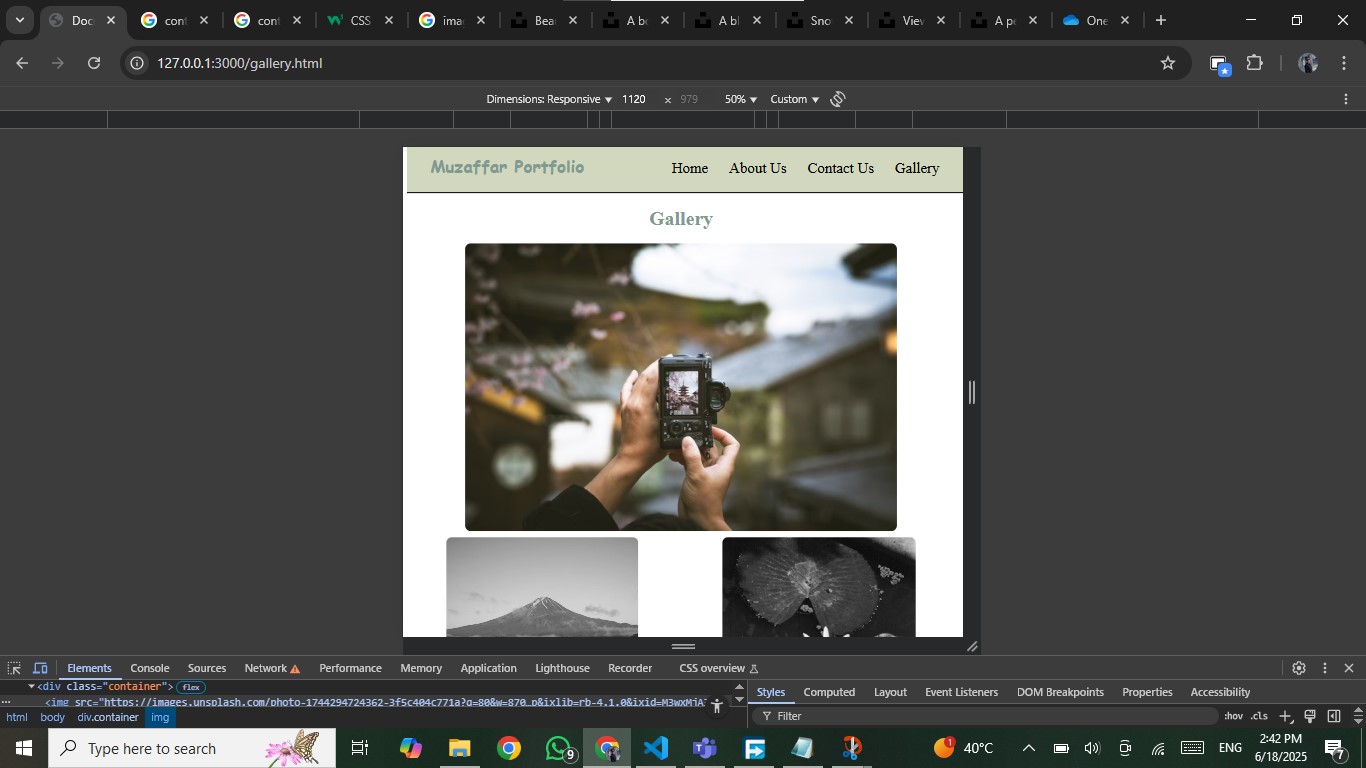 Doc
cont
cont
CSS
ima
Bea
A be
A bl
Sno
View
A pe
One
127.0.0.1:3000/gallery.html
Dimensions: Responsive 1120 × 979 50% Custom
Muzaffar Portfolio Home About Us Contact Us Gallery
Gallery
Elements Console Sources Network Performance Memory Application Lighthouse Recorder CSS overview
<div class="container"> flex
Styles Computed Layout Event Listeners DOM Breakpoints Properties Accessibility
<img src="https://images.unsplash.com/photo-1744294724362-3f5c404c771a?q=80&w=870…p&ixlib=rb-4.1.0&ixid=M3wxMjA
html body div.container img
Filter :hov .cls
Type here to search 9 1 40°C ENG 2:42 PM
6/18/2025 7